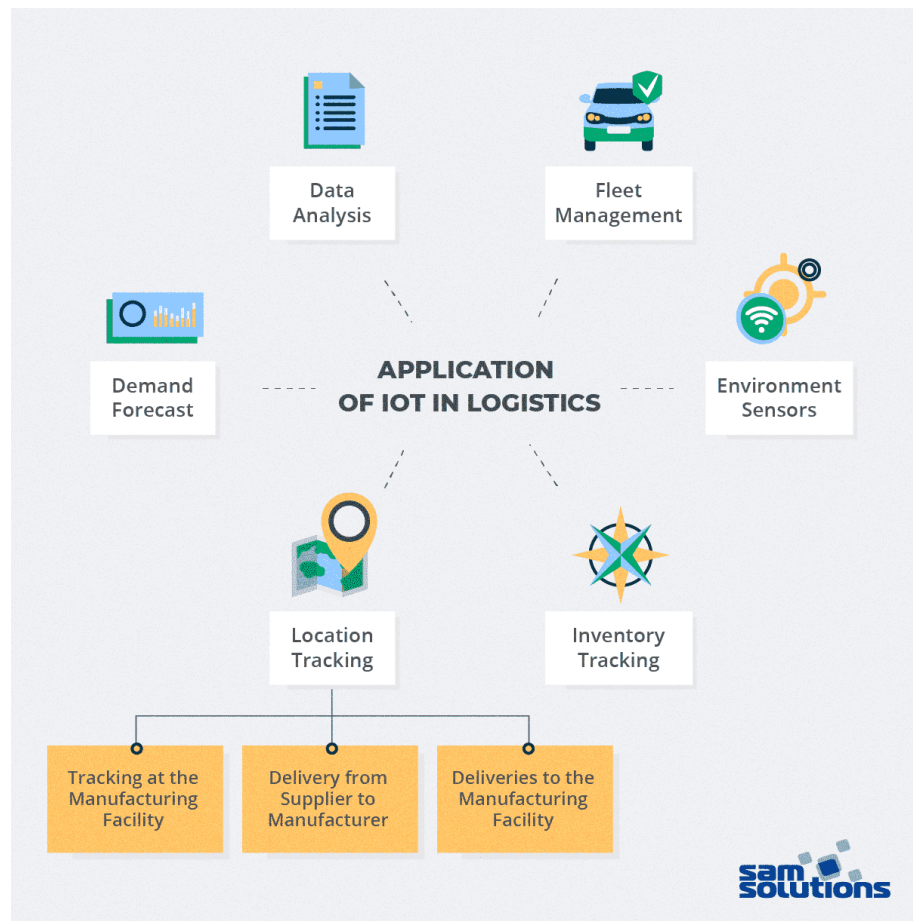 Data
Analysis
Fleet
Management
Demand
Forecast
APPLICATION
OF IOT IN LOGISTICS
Environment
Sensors
Location
Tracking
Inventory
Tracking
Tracking at the
Manufacturing
Facility
Delivery from
Supplier to
Manufacturer
Deliveries to the
Manufacturing
Facility
sam
solutions